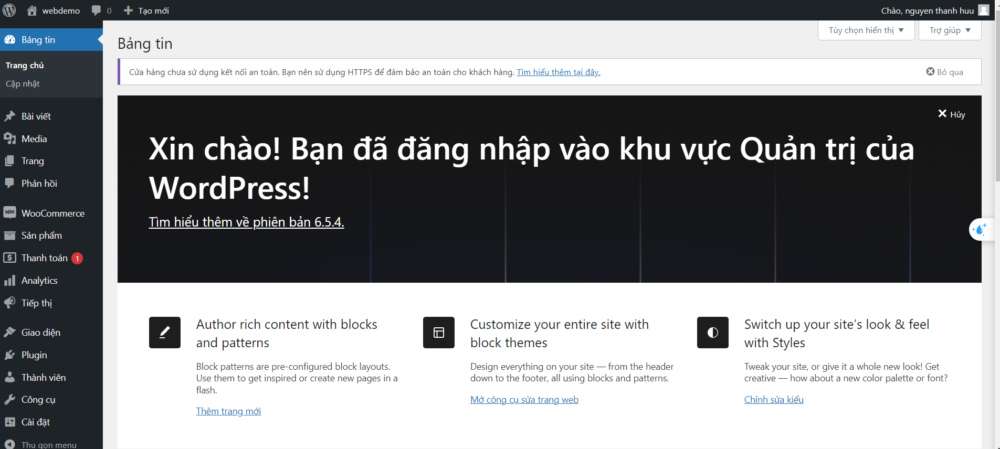 webdemo
0
Tạo mới
Chào, nguyen thanh huu
Bảng tin
Trang chủ
Cập nhật
Bài viết
Media
Trang
Phản hồi
Woo
WooCommerce
Sản phẩm
Thanh toán 1
Analytics
Tiếp thị
Giao diện
Plugin
Thành viên
Công cụ
Cài đặt
Thu gọn menu
Tùy chọn hiển thị
Trợ giúp
Bảng tin
Cửa hàng chưa sử dụng kết nối an toàn. Bạn nên sử dụng HTTPS để đảm bảo an toàn cho khách hàng. Tìm hiểu thêm tại đây.
Bỏ qua
Hủy
Xin chào! Bạn đã đăng nhập vào khu vực Quản trị của
WordPress!
Tìm hiểu thêm về phiên bản 6.5.4.
Author rich content with blocks
and patterns
Block patterns are pre-configured block layouts.
Use them to get inspired or create new pages in a
flash.
Thêm trang mới
Customize your entire site with
block themes
Design everything on your site — from the header
down to the footer, all using blocks and patterns.
Mở công cụ sửa trang web
Switch up your site’s look & feel
with Styles
Tweak your site, or give it a whole new look! Get
creative — how about a new color palette or font?
Chỉnh sửa kiểu